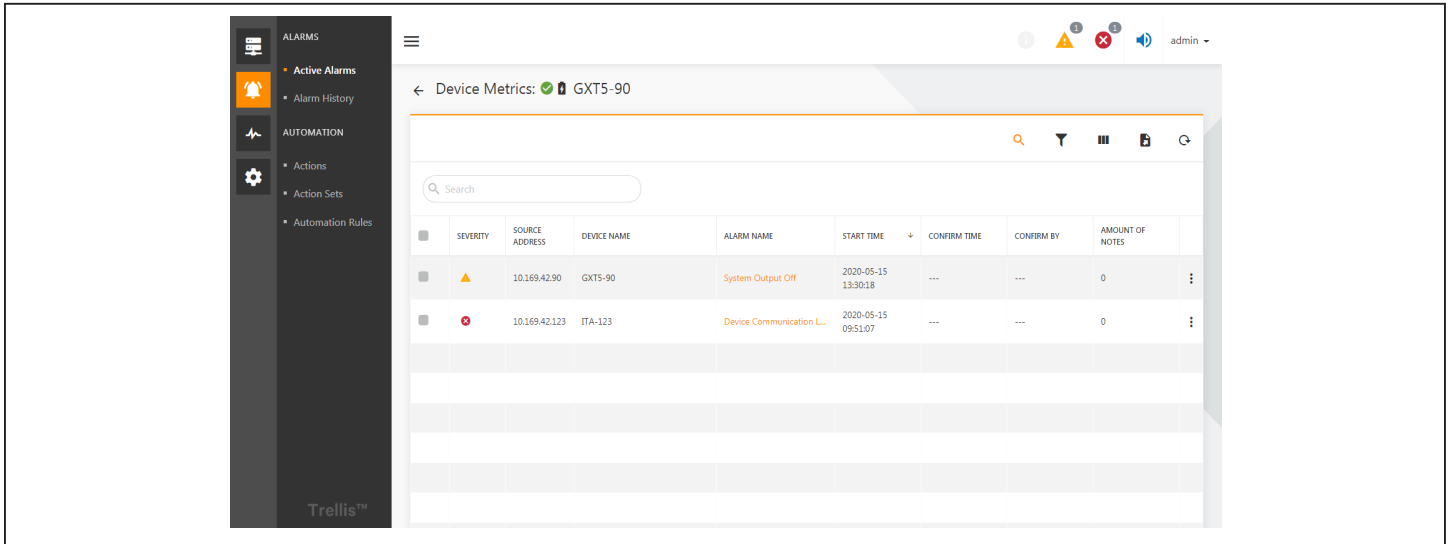 ALARMS
Active Alarms
Alarm History
AUTOMATION
Actions
Action Sets
Automation Rules
Trellis™
1
1
admin
Device Metrics: GXT5-90
Search
SEVERITY
SOURCE
ADDRESS
DEVICE NAME
ALARM NAME
START TIME
CONFIRM TIME
CONFIRM BY
AMOUNT OF
NOTES
10.169.42.90 GXT5-90 System Output Off 2020-05-15
13:30:18
--- --- 0
10.169.42.123 ITA-123 Device Communication L... 2020-05-15
09:51:07
--- --- 0